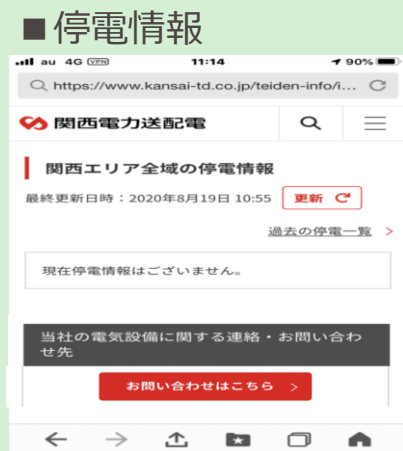 ■停電情報
au 4G VPN 11:14 90%
https://www.kansai-td.co.jp/teiden-info/i...
関西電力送配電
関西エリア全域の停電情報
最終更新日時：2020年8月19日 10:55 更新
過去の停電一覧 >
現在停電情報はございません。
当社の電気設備に関する連絡・お問い合わ
せ先
お問い合わせはこちら >